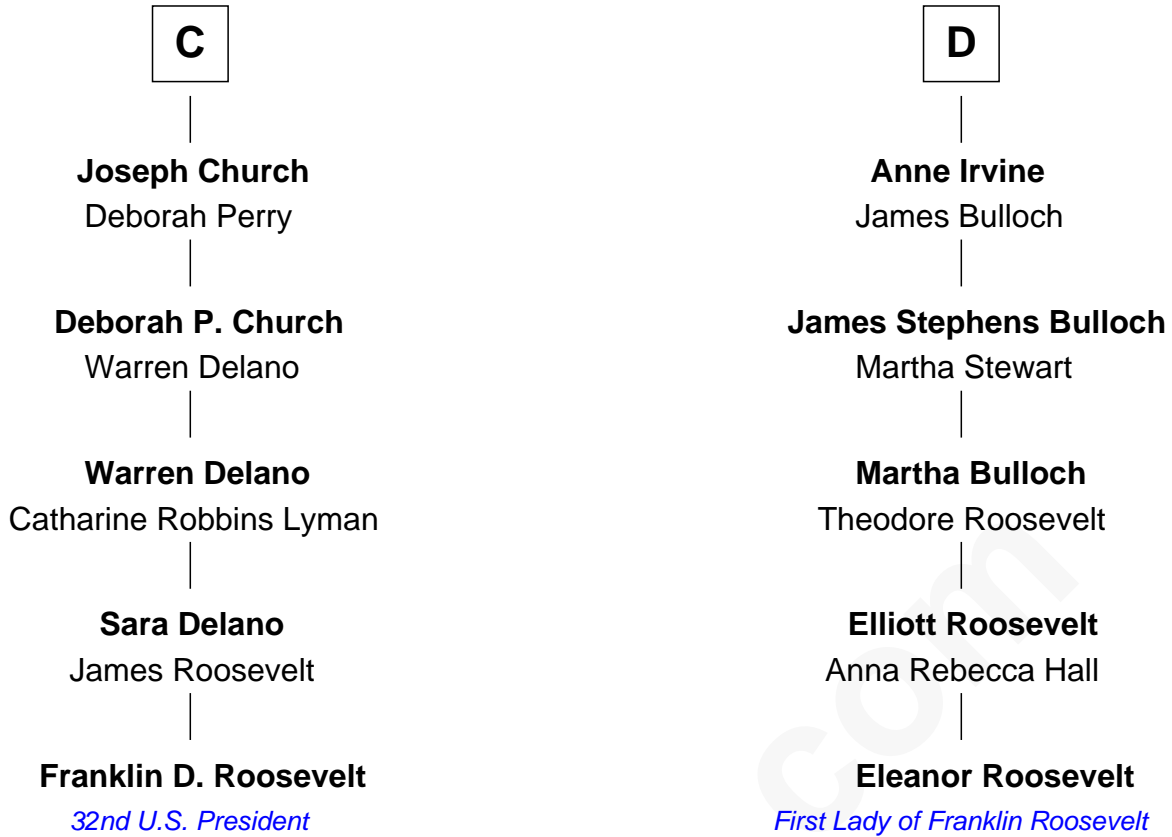 C
Joseph Church
Deborah Perry
Deborah P. Church
Warren Delano
Warren Delano
Catharine Robbins Lyman
Sara Delano
James Roosevelt
Franklin D. Roosevelt
32nd U.S. President
D
Anne Irvine
James Bulloch
James Stephens Bulloch
Martha Stewart
Martha Bulloch
Theodore Roosevelt
Elliott Roosevelt
Anna Rebecca Hall
Eleanor Roosevelt
First Lady of Franklin Roosevelt
com